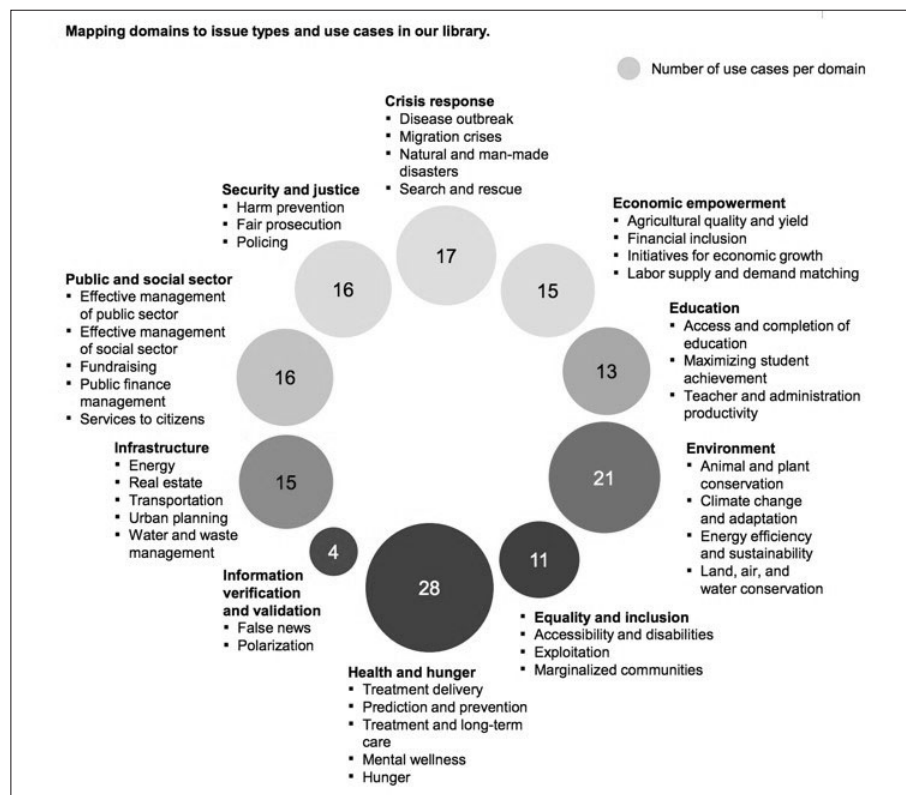 Mapping domains to issue types and use cases in our library.
Number of use cases per domain
Crisis response
▪ Disease outbreak
▪ Migration crises
▪ Natural and man-made
disasters
▪ Search and rescue
17
Security and justice
▪ Harm prevention
▪ Fair prosecution
▪ Policing
16
Economic empowerment
▪ Agricultural quality and yield
▪ Financial inclusion
▪ Initiatives for economic growth
▪ Labor supply and demand matching
15
Public and social sector
▪ Effective management
of public sector
▪ Effective management
of social sector
▪ Fundraising
▪ Public finance
management
▪ Services to citizens
16
Education
▪ Access and completion of
education
▪ Maximizing student
achievement
▪ Teacher and administration
productivity
13
Infrastructure
▪ Energy
▪ Real estate
▪ Transportation
▪ Urban planning
▪ Water and waste
management
15
Environment
▪ Animal and plant
conservation
▪ Climate change
and adaptation
▪ Energy efficiency
and sustainability
▪ Land, air, and
water conservation
21
4
Information
verification
and validation
▪ False news
▪ Polarization
28
Health and hunger
▪ Treatment delivery
▪ Prediction and prevention
▪ Treatment and long-term
care
▪ Mental wellness
▪ Hunger
11
▪ Equality and inclusion
▪ Accessibility and disabilities
▪ Exploitation
▪ Marginalized communities